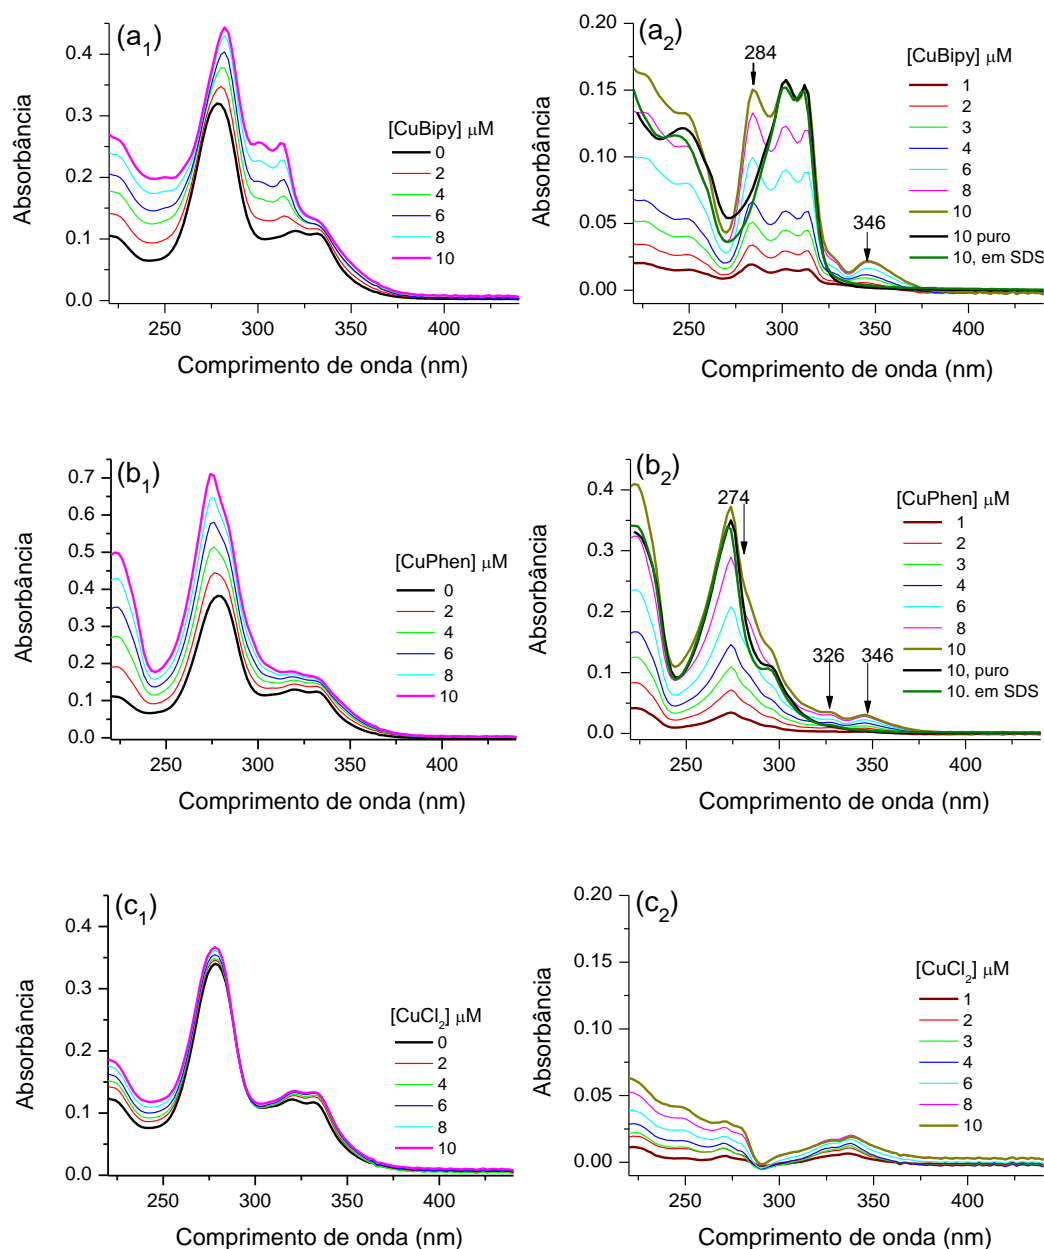 (a1)
Absorbância
0.4
0.3
0.2
0.1
0.0
250 300 350 400
Comprimento de onda (nm)
[CuBipy] µM
0
2
4
6
8
10
(a2)
Absorbância
0.20
0.15
0.10
0.05
0.00
250 300 350 400
Comprimento de onda (nm)
284
346
[CuBipy] µM
1
2
3
4
6
8
10
10 puro
10, em SDS
(b1)
Absorbância
0.7
0.6
0.5
0.4
0.3
0.2
0.1
0.0
250 300 350 400
Comprimento de onda (nm)
[CuPhen] µM
0
2
4
6
8
10
(b2)
Absorbância
0.4
0.3
0.2
0.1
0.0
250 300 350 400
Comprimento de onda (nm)
274
326
346
[CuPhen] µM
1
2
3
4
6
8
10
10, puro
10. em SDS
(c1)
Absorbância
0.4
0.3
0.2
0.1
0.0
250 300 350 400
Comprimento de onda (nm)
[CuCl2] µM
0
2
4
6
8
10
(c2)
Absorbância
0.20
0.15
0.10
0.05
0.00
250 300 350 400
Comprimento de onda (nm)
[CuCl2] µM
1
2
3
4
6
8
10